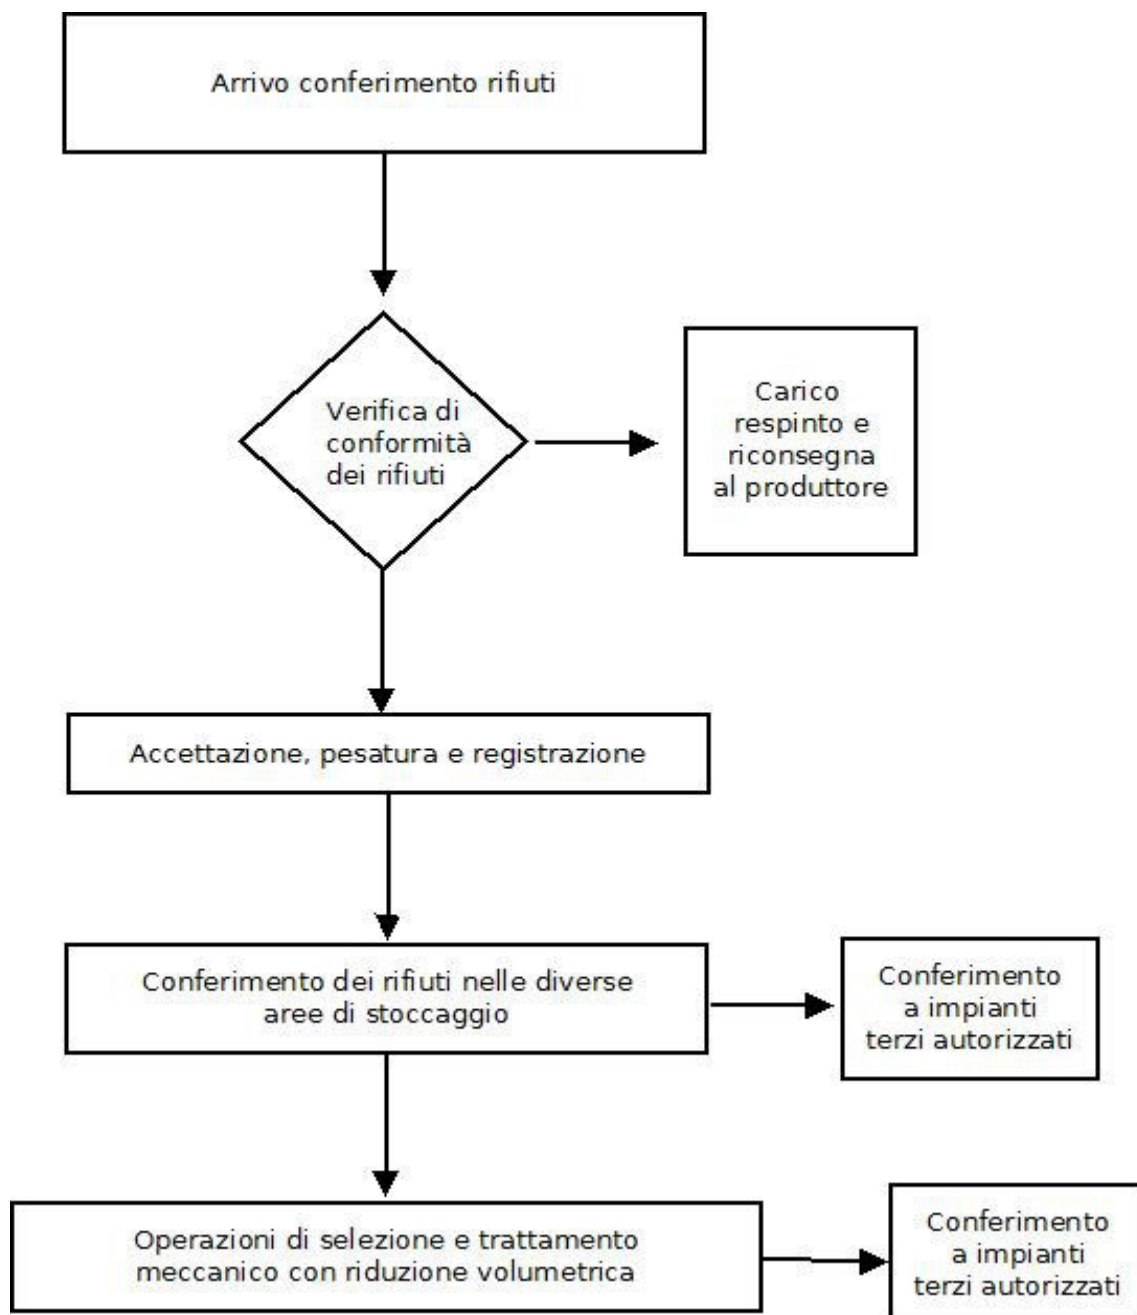 Arrivo conferimento rifiuti
Verifica di
conformità
dei rifiuti
Carico
respinto e
riconsegna
al produttore
Accettazione, pesatura e registrazione
Conferimento dei rifiuti nelle diverse
aree di stoccaggio
Conferimento
a impianti
terzi autorizzati
Operazioni di selezione e trattamento
meccanico con riduzione volumetrica
Conferimento
a impianti
terzi autorizzati